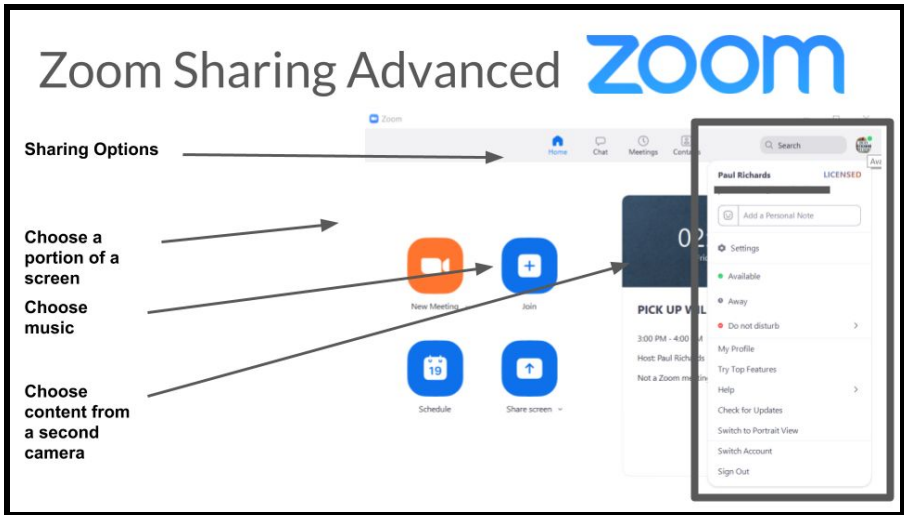 Zoom Sharing Advanced zoom
Zoom
Sharing Options
Home
Chat
Meetings
Search
Paul Richards LICENSED
Add a Personal Note
Choose a
portion of a
screen
Settings
Available
Away
Do not disturb
Choose
music
New Meeting
Join
PICK UP
3:00 PM - 4:00
Host: Paul
Not a Zoom
My Profile
Try Top Features
Help
Check for Updates
Switch to Portrait View
Switch Account
Sign Out
Choose
content from
a second
camera
19
Schedule
Share screen